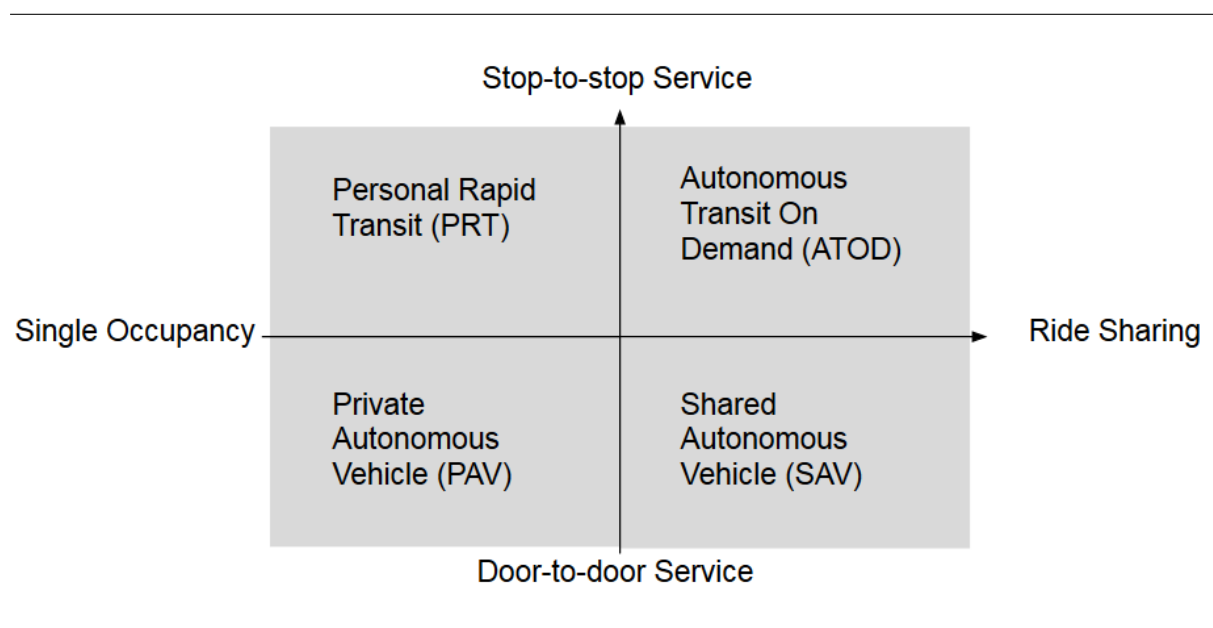 Stop-to-stop Service
Personal Rapid
Transit (PRT)
Autonomous
Transit On
Demand (ATOD)
Single Occupancy
Ride Sharing
Private
Autonomous
Vehicle (PAV)
Shared
Autonomous
Vehicle (SAV)
Door-to-door Service